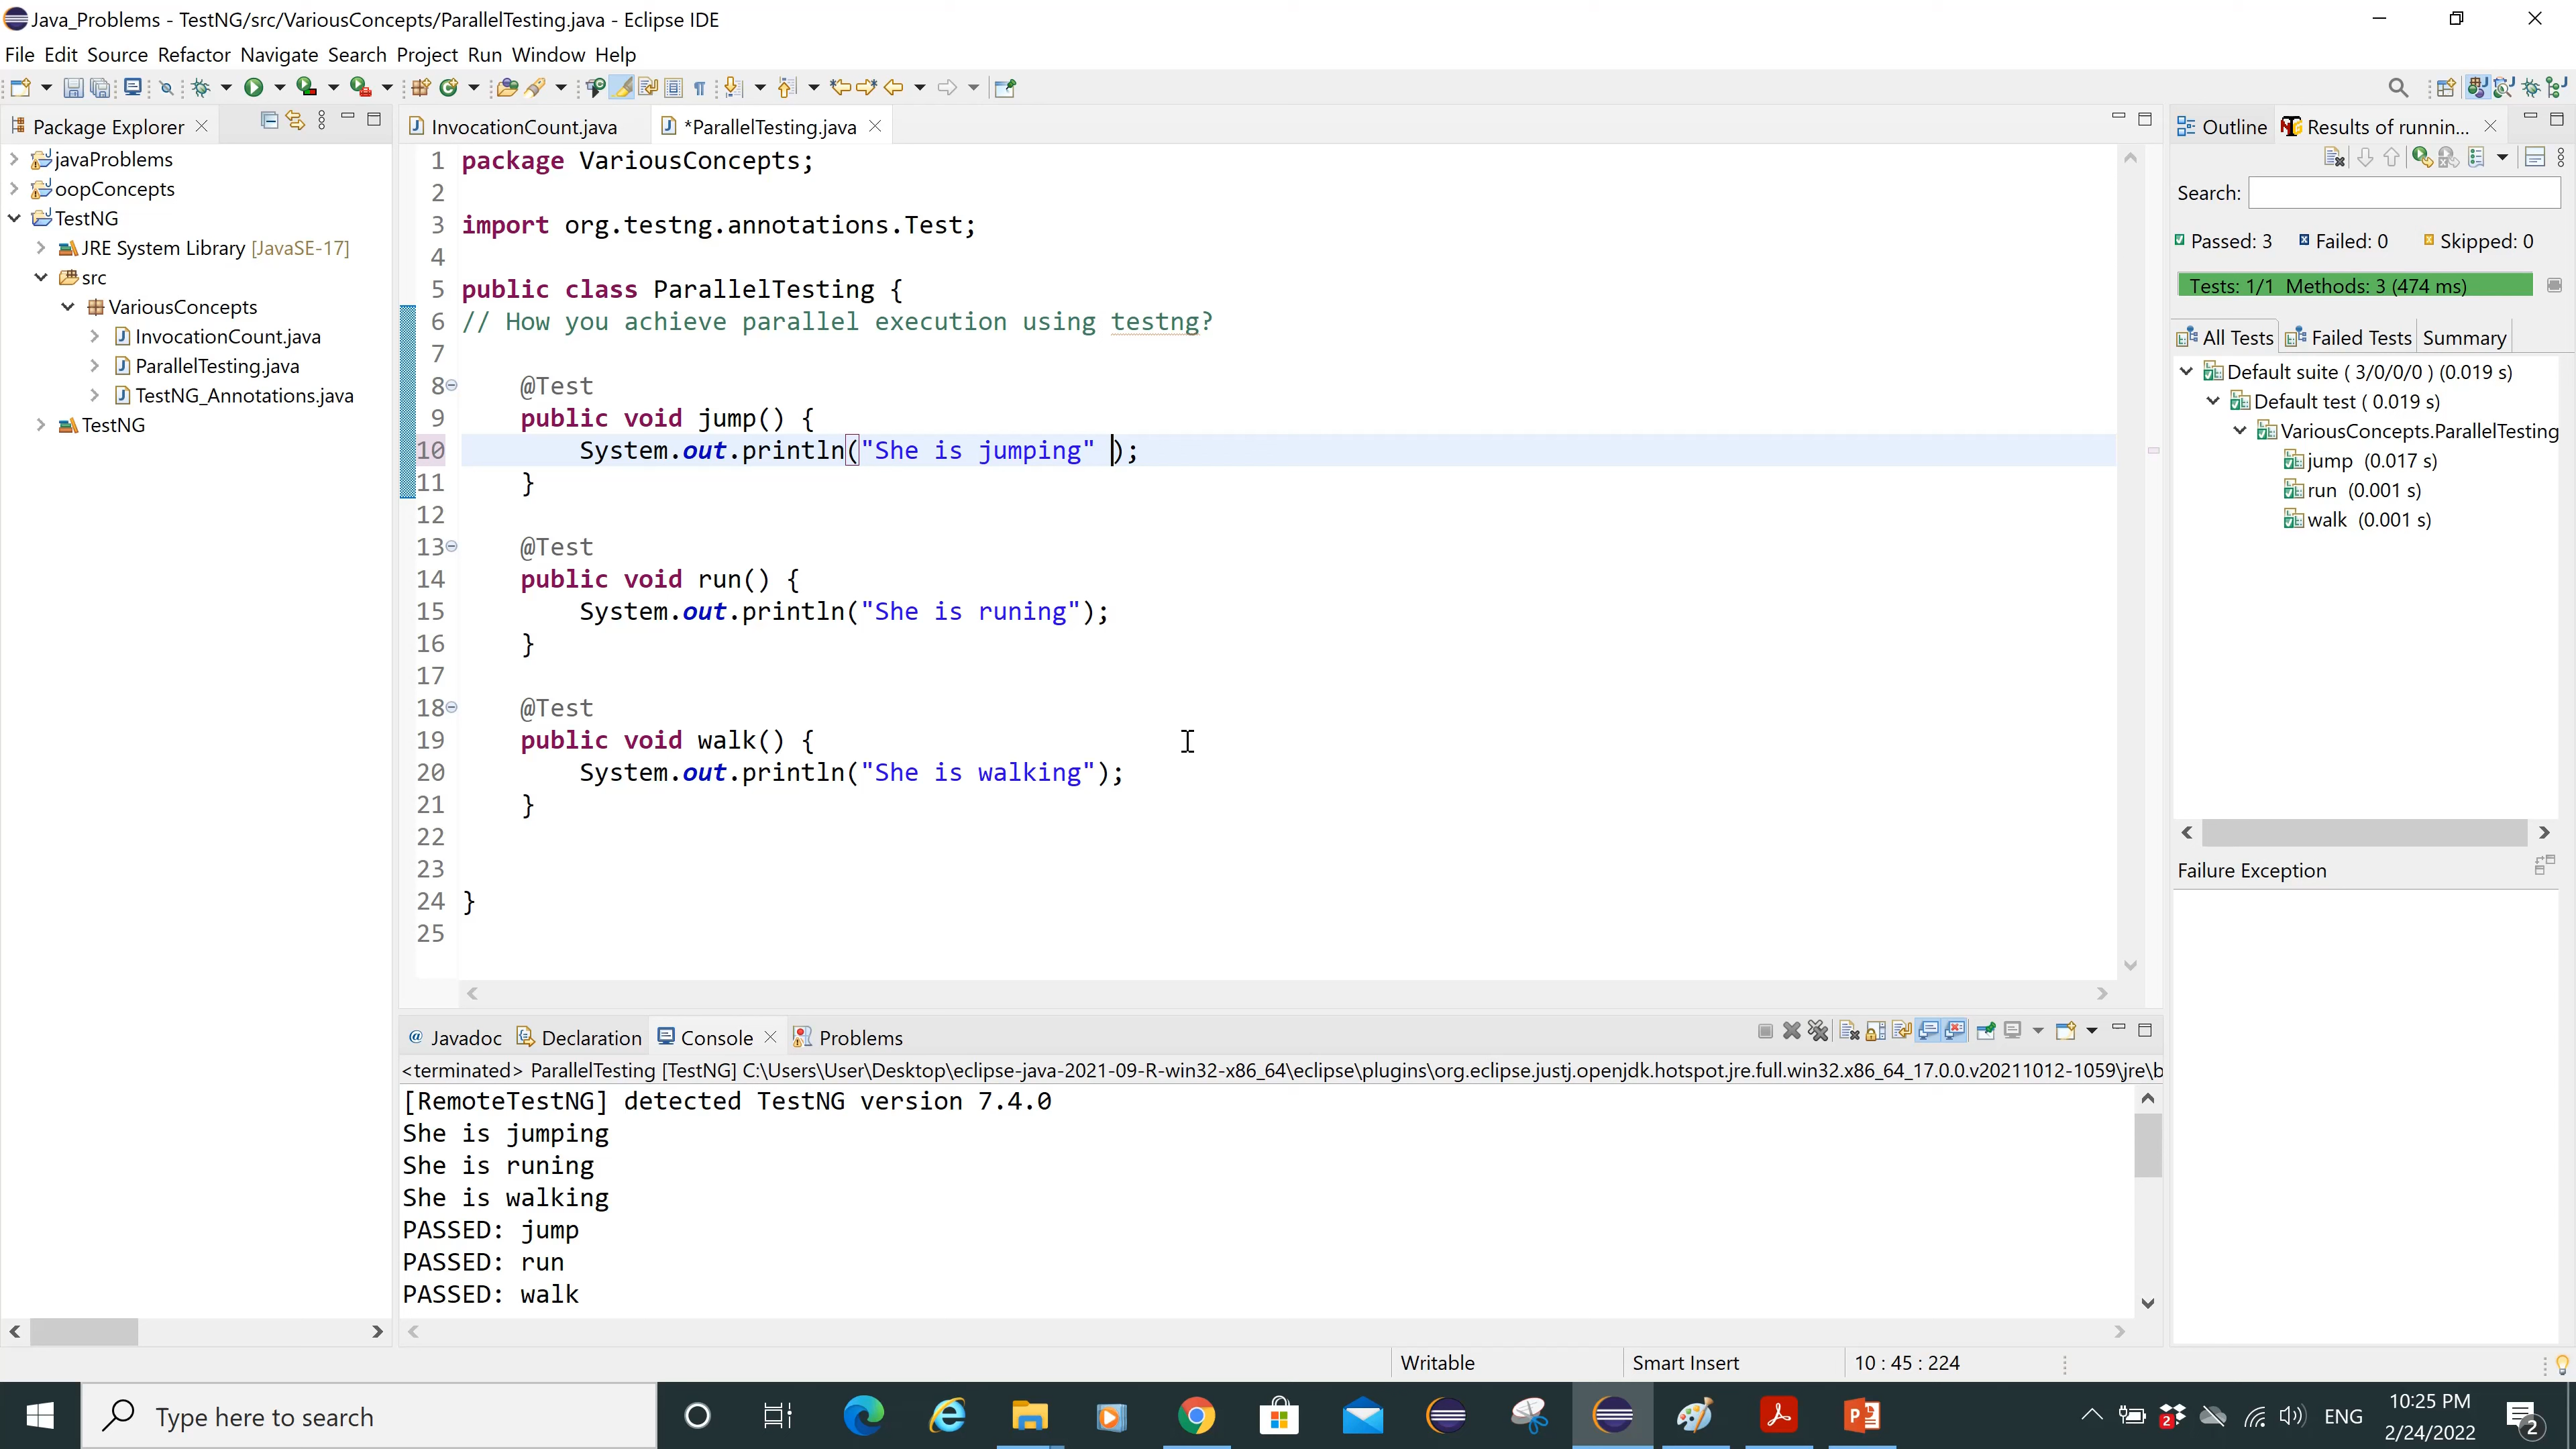 Java_Problems - TestNG/src/VariousConcepts/ParallelTesting.java - Eclipse IDE
File Edit Source Refactor Navigate Search Project Run Window Help
Package Explorer
javaProblems
oopConcepts
TestNG
JRE System Library [JavaSE-17]
src
VariousConcepts
InvocationCount.java
ParallelTesting.java
TestNG_Annotations.java
TestNG
InvocationCount.java
*ParallelTesting.java
1 package VariousConcepts;
2
3 import org.testng.annotations.Test;
4
5 public class ParallelTesting {
6 // How you achieve parallel execution using testng?
7
8 @Test
9 public void jump() {
10 System.out.println("She is jumping" );
11 }
12
13 @Test
14 public void run() {
15 System.out.println("She is runing");
16 }
17
18 @Test
19 public void walk() {
20 System.out.println("She is walking");
21 }
22
23
24 }
25
Outline
Results of runnin...
Search:
Passed: 3 Failed: 0 Skipped: 0
Tests: 1/1 Methods: 3 (474 ms)
All Tests Failed Tests Summary
Default suite ( 3/0/0/0 ) (0.019 s)
Default test ( 0.019 s)
VariousConcepts.ParallelTesting
jump (0.017 s)
run (0.001 s)
walk (0.001 s)
Failure Exception
@ Javadoc Declaration Console Problems
<terminated> ParallelTesting [TestNG] C:\Users\User\Desktop\eclipse-java-2021-09-R-win32-x86_64\eclipse\plugins\org.eclipse.justj.openjdk.hotspot.jre.full.win32.x86_64_17.0.0.v20211012-1059\jre\b
[RemoteTestNG] detected TestNG version 7.4.0
She is jumping
She is runing
She is walking
PASSED: jump
PASSED: run
PASSED: walk
Writable Smart Insert 10 : 45 : 224
Type here to search
2
ENG
10:25 PM
2/24/2022
2